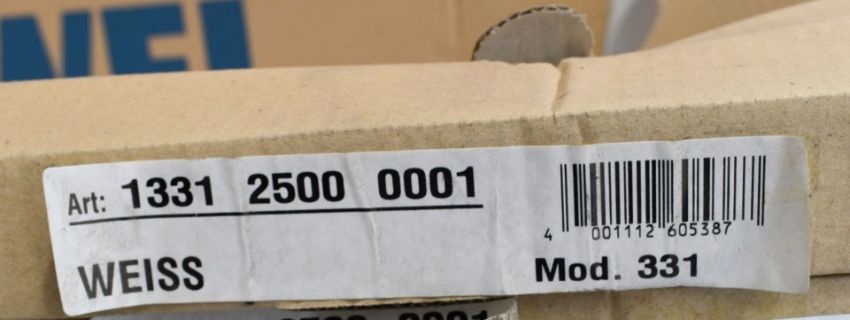 Art: 1331 2500 0001
4 001112 605387
WEISS
Mod. 331